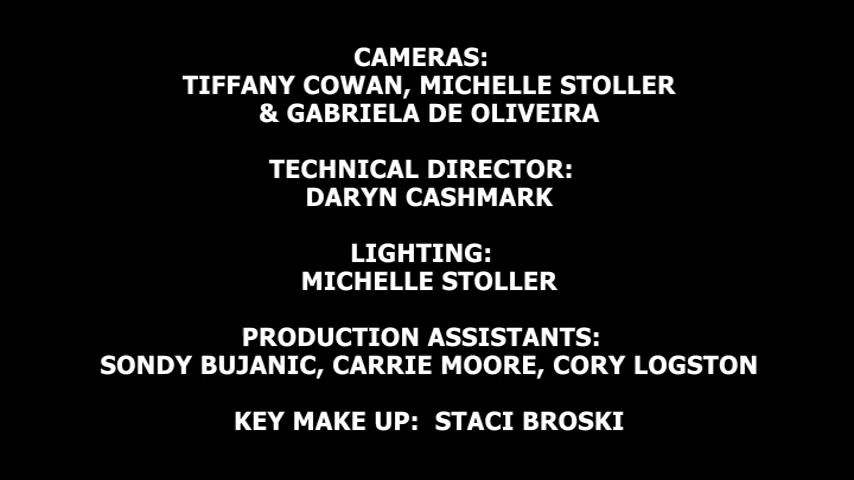 CAMERAS:
TIFFANY COWAN, MICHELLE STOLLER
& GABRIELA DE OLIVEIRA
TECHNICAL DIRECTOR:
DARYN CASHMARK
LIGHTING:
MICHELLE STOLLER
PRODUCTION ASSISTANTS:
SONDY BUJANIC, CARRIE MOORE, CORY LOGSTON
KEY MAKE UP:  STACI BROSKI